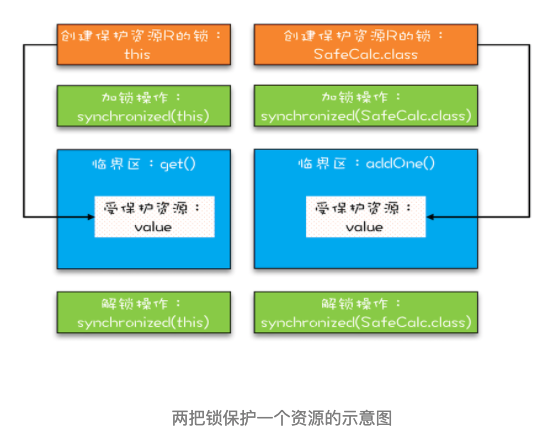 创建保护资源R的锁：
this
加锁操作：
synchronized(this)
临界区：get()
受保护资源：
value
解锁操作：
synchronized(this)
创建保护资源R的锁：
SafeCalc.class
加锁操作：
synchronized(SafeCalc.class)
临界区：addOne()
受保护资源：
value
解锁操作：
synchronized(SafeCalc.class)
两把锁保护一个资源的示意图